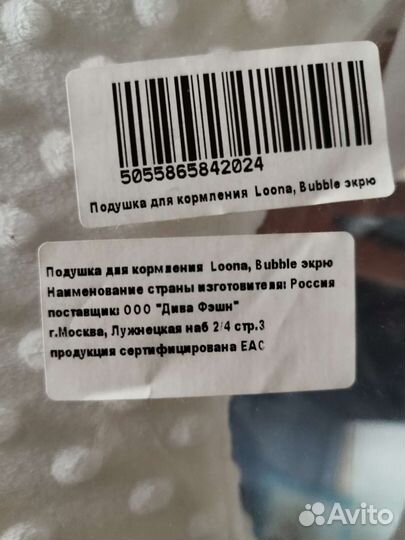 5055865842024
Подушка для кормления Loona, Bubble экрю
Подушка для кормления Loona, Bubble экрю
Наименование страны изготовителя: Россия
поставщик: ООО "Дива Фэшн"
г.Москва, Лужнецкая наб 2/4 стр.3
продукция сертифицирована ЕАС
Avito